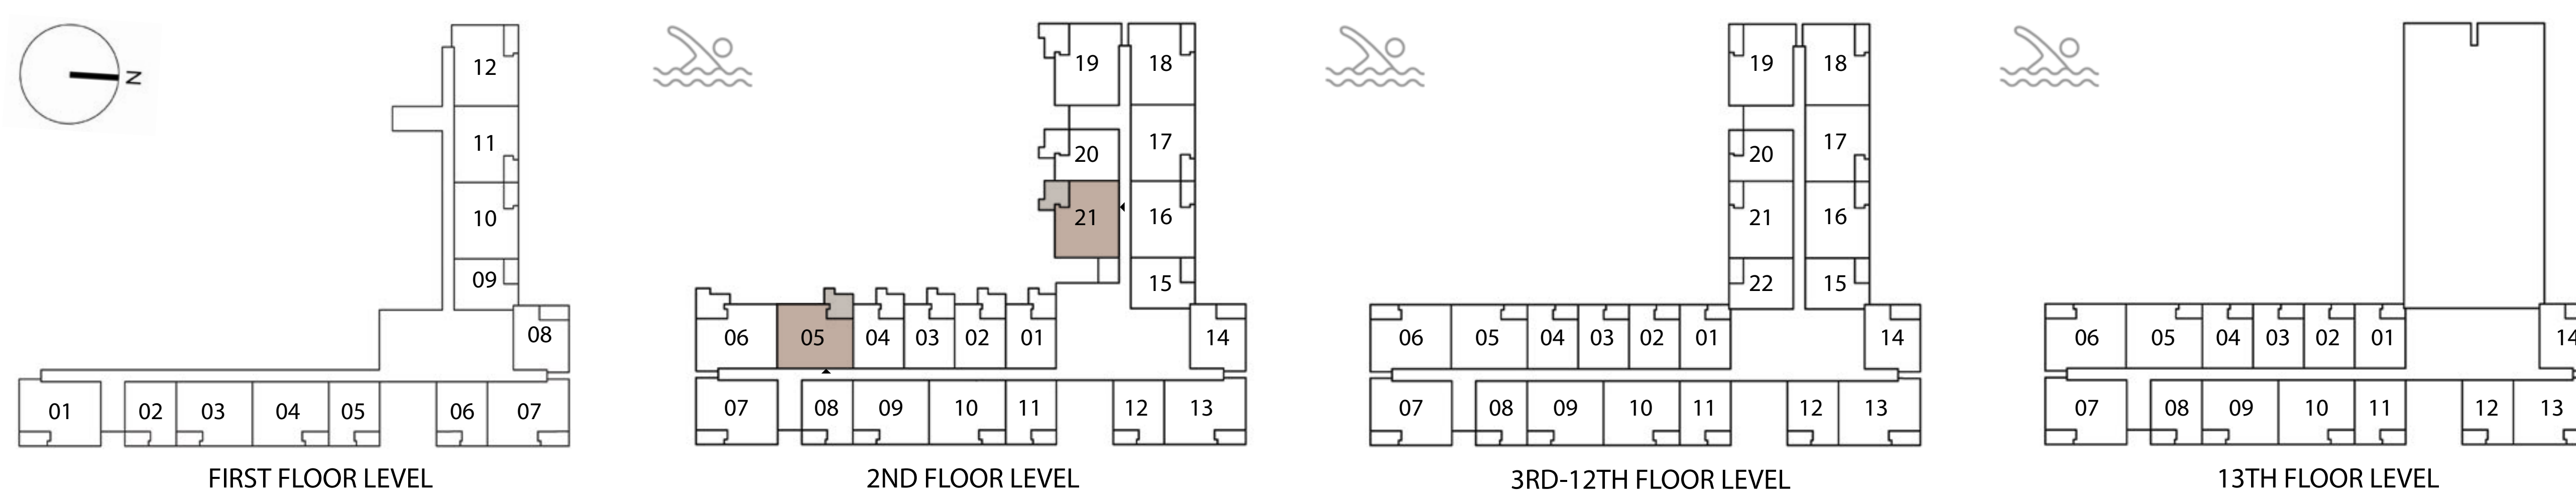 N
12
11
10
09
08
01 02 03 04 05 06 07
FIRST FLOOR LEVEL
19 18
17
20
21 16
15
06 05 04 03 02 01 14
07 08 09 10 11 12 13
2ND FLOOR LEVEL
19 18
17
20
21 16
22 15
06 05 04 03 02 01 14
07 08 09 10 11 12 13
3RD-12TH FLOOR LEVEL
06 05 04 03 02 01 14
07 08 09 10 11 12 13
13TH FLOOR LEVEL